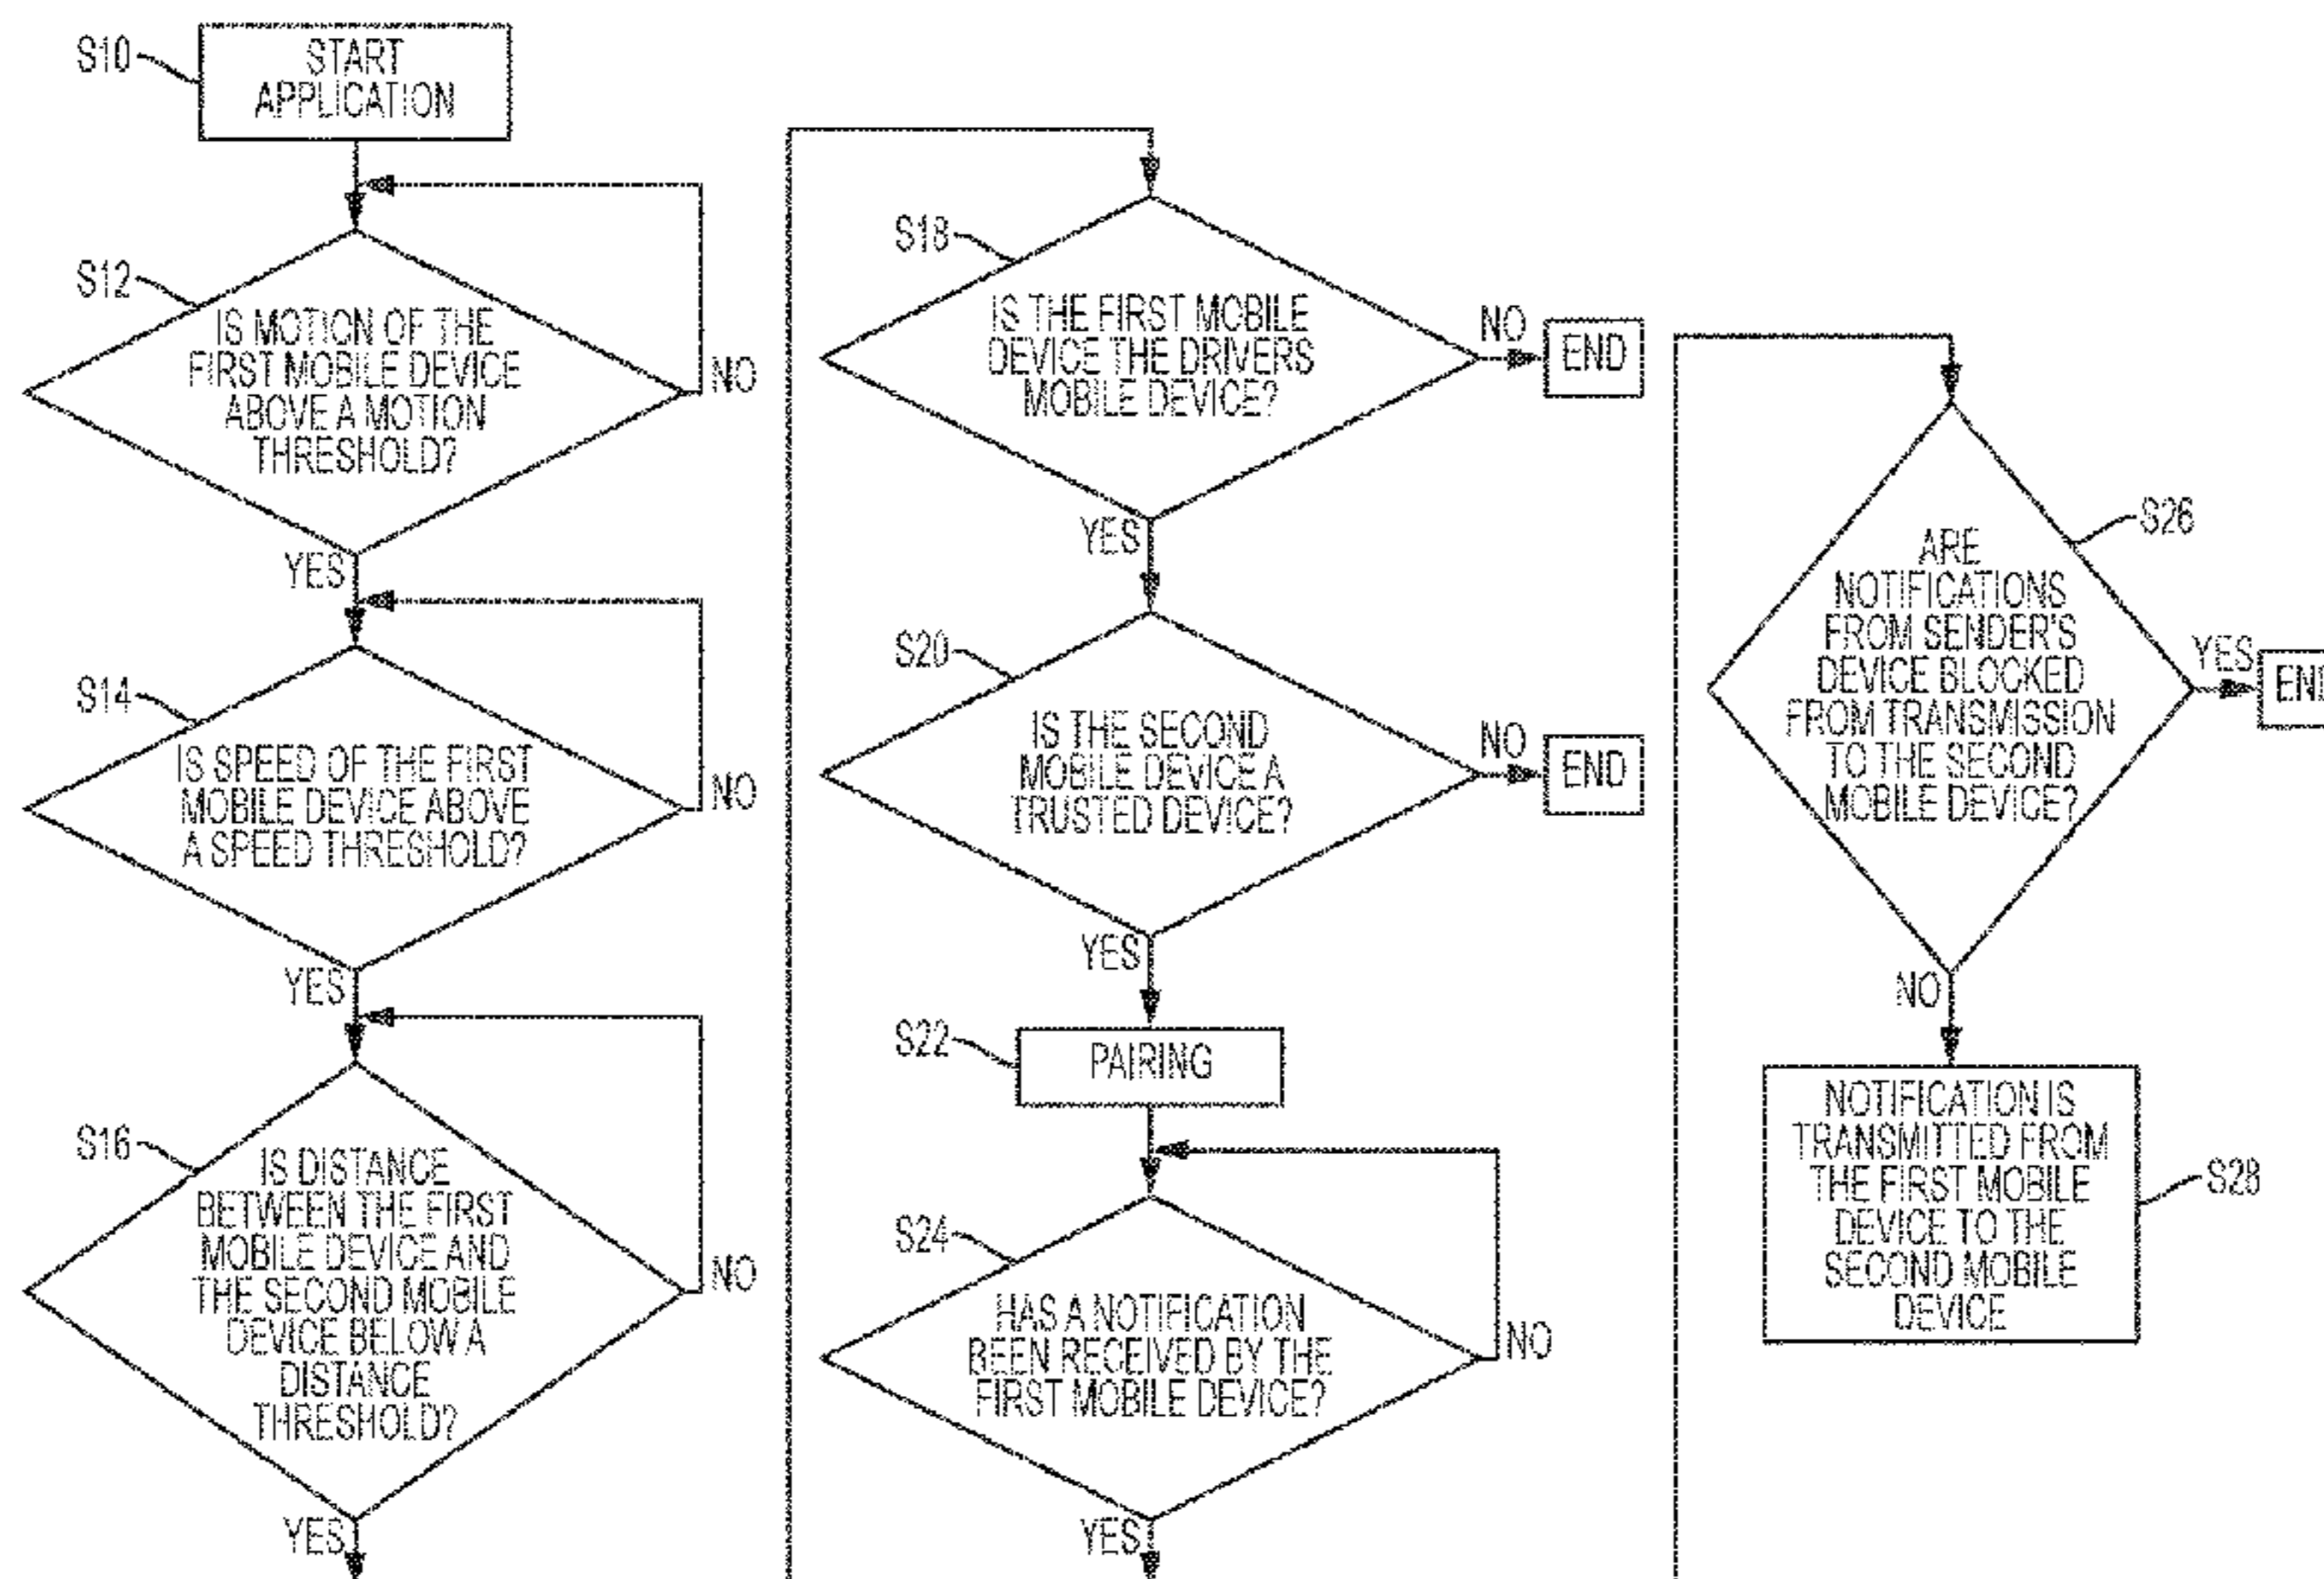 S10
START
APPLICATION
S12
IS MOTION OF THE
FIRST MOBILE DEVICE
ABOVE A MOTION
THRESHOLD?
NO
YES
S14
IS SPEED OF THE FIRST
MOBILE DEVICE ABOVE
A SPEED THRESHOLD?
NO
YES
S16
IS DISTANCE
BETWEEN THE FIRST
MOBILE DEVICE AND
THE SECOND MOBILE
DEVICE BELOW A
DISTANCE
THRESHOLD?
NO
YES
S18
IS THE FIRST MOBILE
DEVICE THE DRIVERS
MOBILE DEVICE?
NO
END
YES
S20
IS THE SECOND
MOBILE DEVICE A
TRUSTED DEVICE?
NO
END
YES
S22
PAIRING
S24
HAS A NOTIFICATION
BEEN RECEIVED BY THE
FIRST MOBILE DEVICE?
NO
YES
S26
ARE
NOTIFICATIONS
FROM SENDER'S
DEVICE BLOCKED
FROM TRANSMISSION
TO THE SECOND
MOBILE DEVICE?
YES
END
NO
NOTIFICATION IS
TRANSMITTED FROM
THE FIRST MOBILE
DEVICE TO THE
SECOND MOBILE
DEVICE
S28